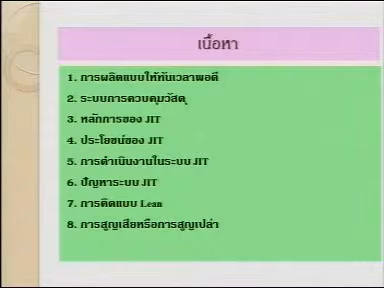 เนื้อหา
1. การผลิตแบบให้ทันเวลาพอดี
2. ระบบการควบคุมวัสดุ
3. หลักการของ JIT
4. ประโยชน์ของ JIT
5. การดำเนินงานในระบบ JIT
6. ปัญหาระบบ JIT
7. การคิดแบบ Lean
8. การสูญเสียหรือการสูญเปล่า